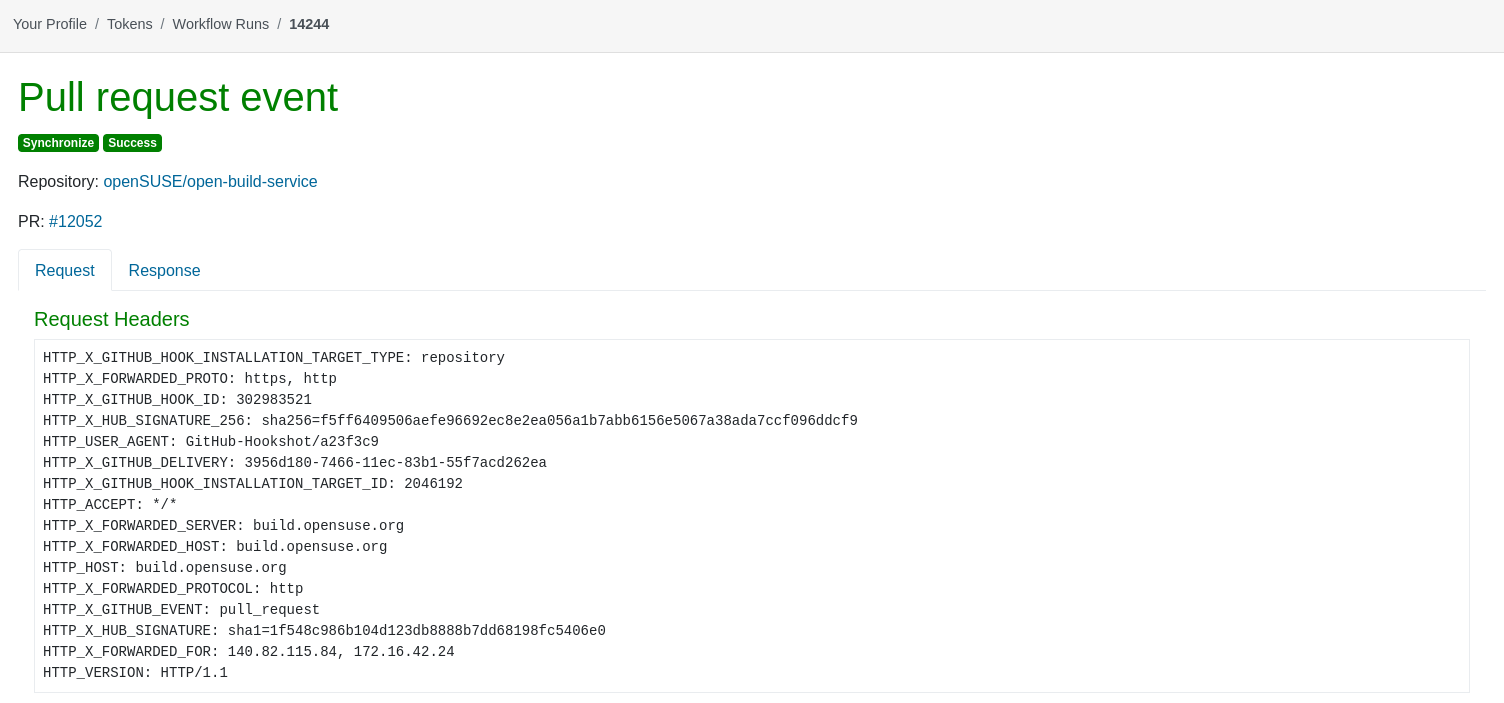 Your Profile / Tokens / Workflow Runs / 14244
Pull request event
Synchronize Success
Repository: openSUSE/open-build-service
PR: #12052
Request Response
Request Headers
HTTP_X_GITHUB_HOOK_INSTALLATION_TARGET_TYPE: repository
HTTP_X_FORWARDED_PROTO: https, http
HTTP_X_GITHUB_HOOK_ID: 302983521
HTTP_X_HUB_SIGNATURE_256: sha256=f5ff6409506aefe96692ec8e2ea056a1b7abb6156e5067a38ada7ccf096ddcf9
HTTP_USER_AGENT: GitHub-Hookshot/a23f3c9
HTTP_X_GITHUB_DELIVERY: 3956d180-7466-11ec-83b1-55f7acd262ea
HTTP_X_GITHUB_HOOK_INSTALLATION_TARGET_ID: 2046192
HTTP_ACCEPT: */*
HTTP_X_FORWARDED_SERVER: build.opensuse.org
HTTP_X_FORWARDED_HOST: build.opensuse.org
HTTP_HOST: build.opensuse.org
HTTP_X_FORWARDED_PROTOCOL: http
HTTP_X_GITHUB_EVENT: pull_request
HTTP_X_HUB_SIGNATURE: sha1=1f548c986b104d123db8888b7dd68198fc5406e0
HTTP_X_FORWARDED_FOR: 140.82.115.84, 172.16.42.24
HTTP_VERSION: HTTP/1.1